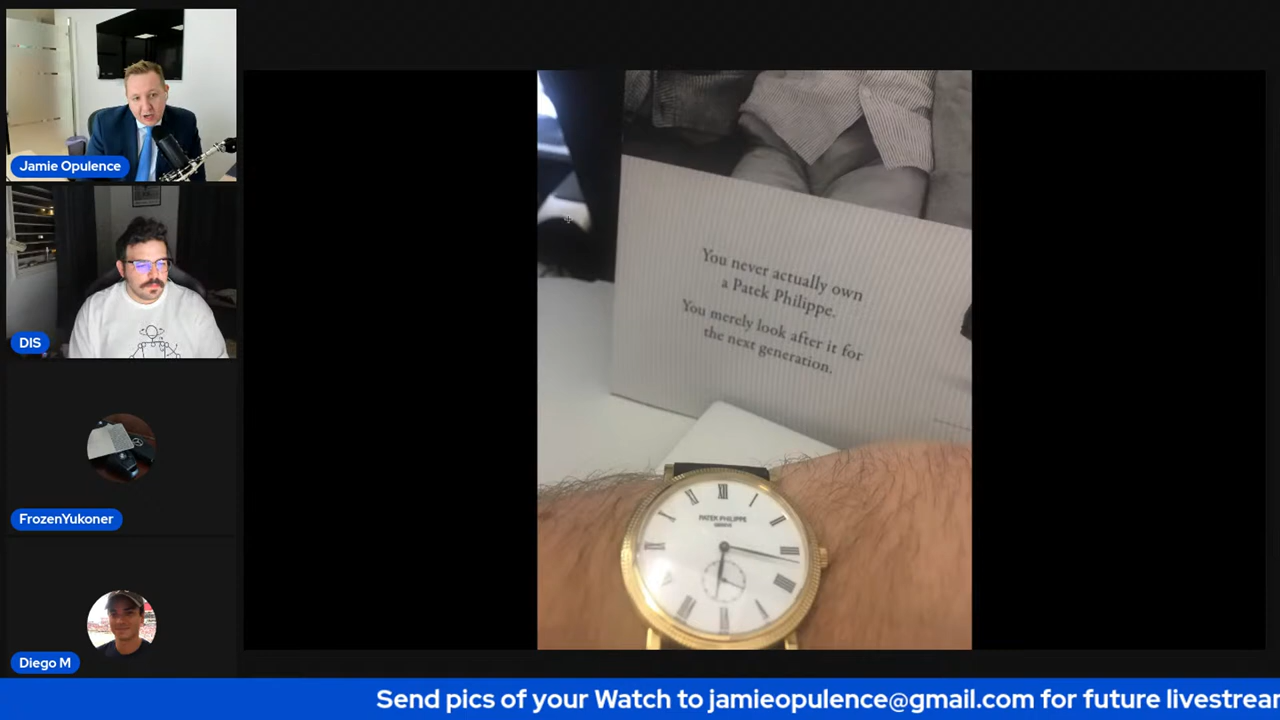 Jamie Opulence
DIS
FrozenYukoner
Diego M
You never actually own
a Patek Philippe.
You merely look after it for
the next generation.
PATEK PHILIPPE
GENEVE
Send pics of your Watch to jamieopulence@gmail.com for future livestrear